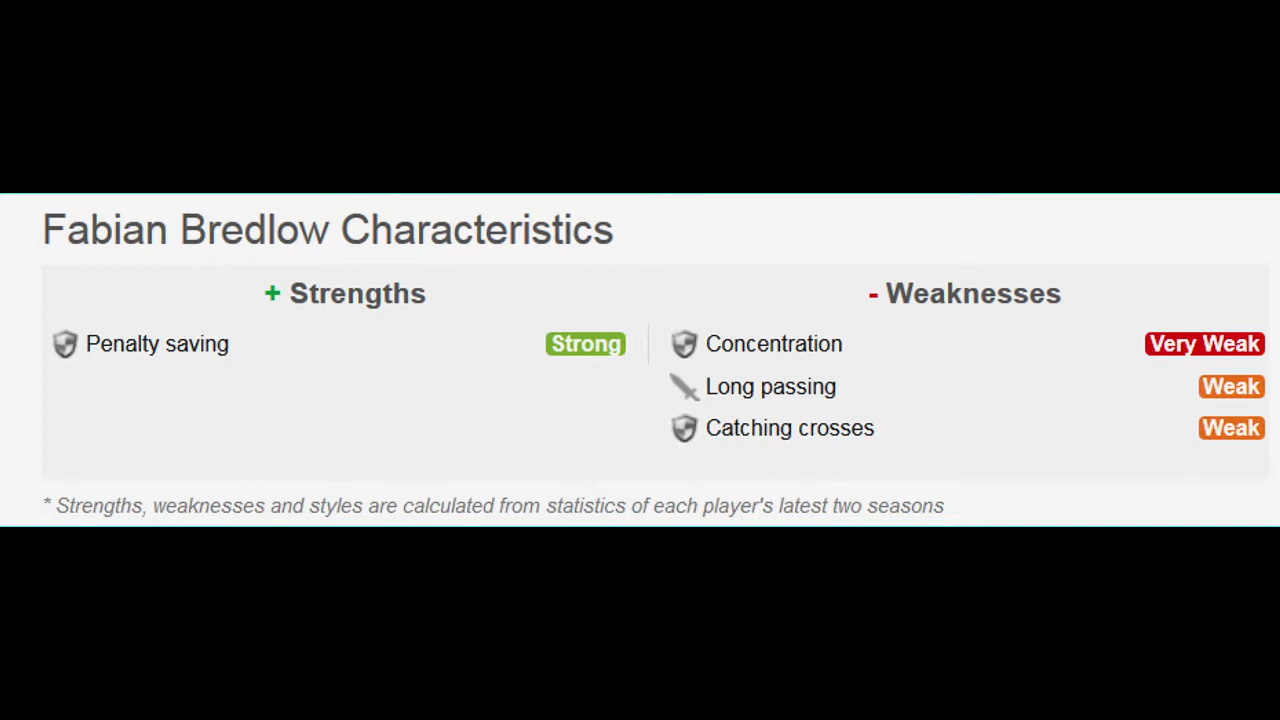 Fabian Bredlow Characteristics
+ Strengths
- Weaknesses
Penalty saving Strong
Concentration Very Weak
Long passing Weak
Catching crosses Weak
* Strengths, weaknesses and styles are calculated from statistics of each player's latest two seasons